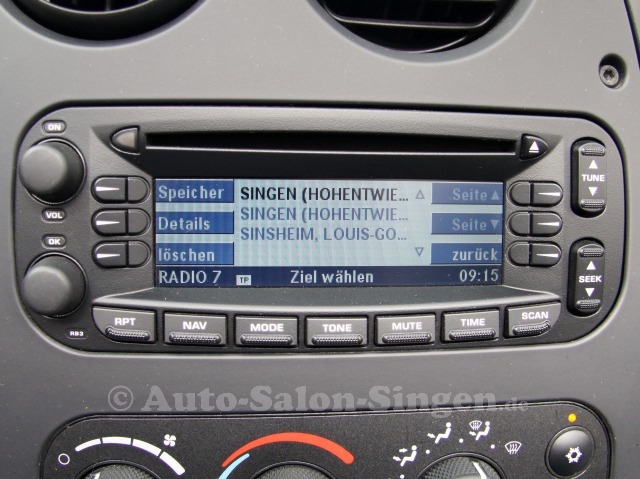 ON
VOL
OK
RB3
Speicher
Details
löschen
SINGEN (HOHENTWIE...
SINGEN (HOHENTWIE...
SINSHEIM, LOUIS-GO...
Seite
Seite
zurück
RADIO 7 TP Ziel wählen 09:15
TUNE
SEEK
RPT NAV MODE TONE MUTE TIME SCAN
© Auto-Salon-Singen.de